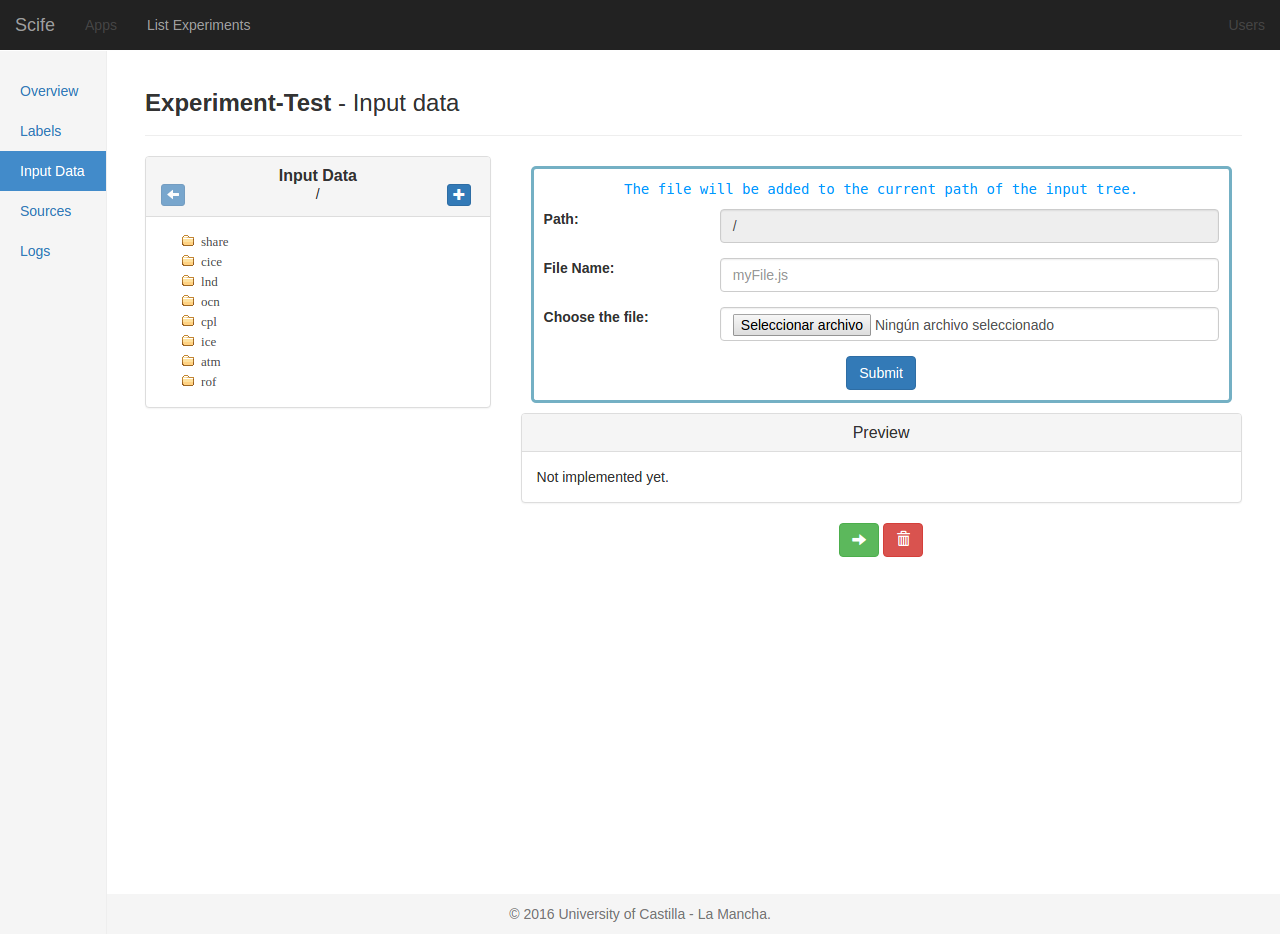 Scife Apps List Experiments Users
Overview
Labels
Input Data
Sources
Logs
Experiment-Test - Input data
Input Data
/
share
cice
lnd
ocn
cpl
ice
atm
rof
The file will be added to the current path of the input tree.
Path: /
File Name: myFile.js
Choose the file: Seleccionar archivo Ningún archivo seleccionado
Submit
Preview
Not implemented yet.
© 2016 University of Castilla - La Mancha.